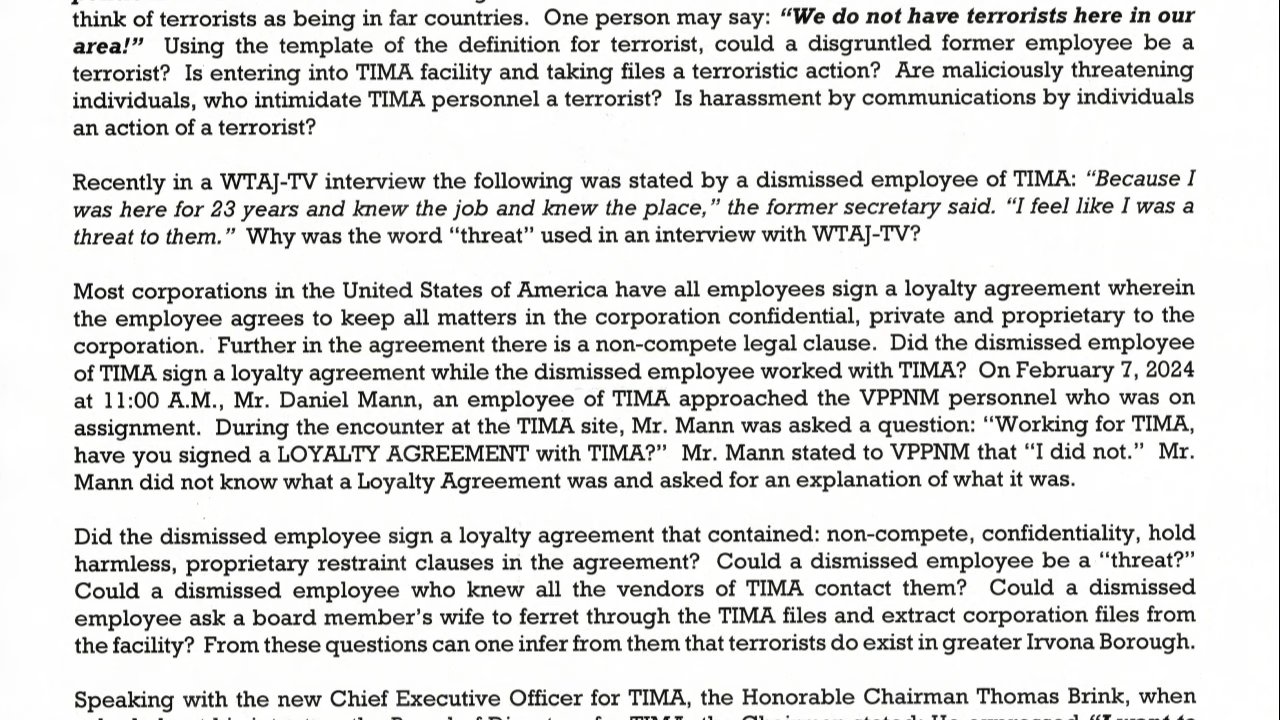 think of terrorists as being in far countries. One person may say: “We do not have terrorists here in our
area!” Using the template of the definition for terrorist, could a disgruntled former employee be a
terrorist? Is entering into TIMA facility and taking files a terroristic action? Are maliciously threatening
individuals, who intimidate TIMA personnel a terrorist? Is harassment by communications by individuals
an action of a terrorist?
Recently in a WTAJ-TV interview the following was stated by a dismissed employee of TIMA: “Because I
was here for 23 years and knew the job and knew the place,” the former secretary said. “I feel like I was a
threat to them.” Why was the word “threat” used in an interview with WTAJ-TV?
Most corporations in the United States of America have all employees sign a loyalty agreement wherein
the employee agrees to keep all matters in the corporation confidential, private and proprietary to the
corporation. Further in the agreement there is a non-compete legal clause. Did the dismissed employee
of TIMA sign a loyalty agreement while the dismissed employee worked with TIMA? On February 7, 2024
at 11:00 A.M., Mr. Daniel Mann, an employee of TIMA approached the VPPNM personnel who was on
assignment. During the encounter at the TIMA site, Mr. Mann was asked a question: “Working for TIMA,
have you signed a LOYALTY AGREEMENT with TIMA?” Mr. Mann stated to VPPNM that “I did not.” Mr.
Mann did not know what a Loyalty Agreement was and asked for an explanation of what it was.
Did the dismissed employee sign a loyalty agreement that contained: non-compete, confidentiality, hold
harmless, proprietary restraint clauses in the agreement? Could a dismissed employee be a “threat?”
Could a dismissed employee who knew all the vendors of TIMA contact them? Could a dismissed
employee ask a board member’s wife to ferret through the TIMA files and extract corporation files from
the facility? From these questions can one infer from them that terrorists do exist in greater Irvona Borough.
Speaking with the new Chief Executive Officer for TIMA, the Honorable Chairman Thomas Brink, when